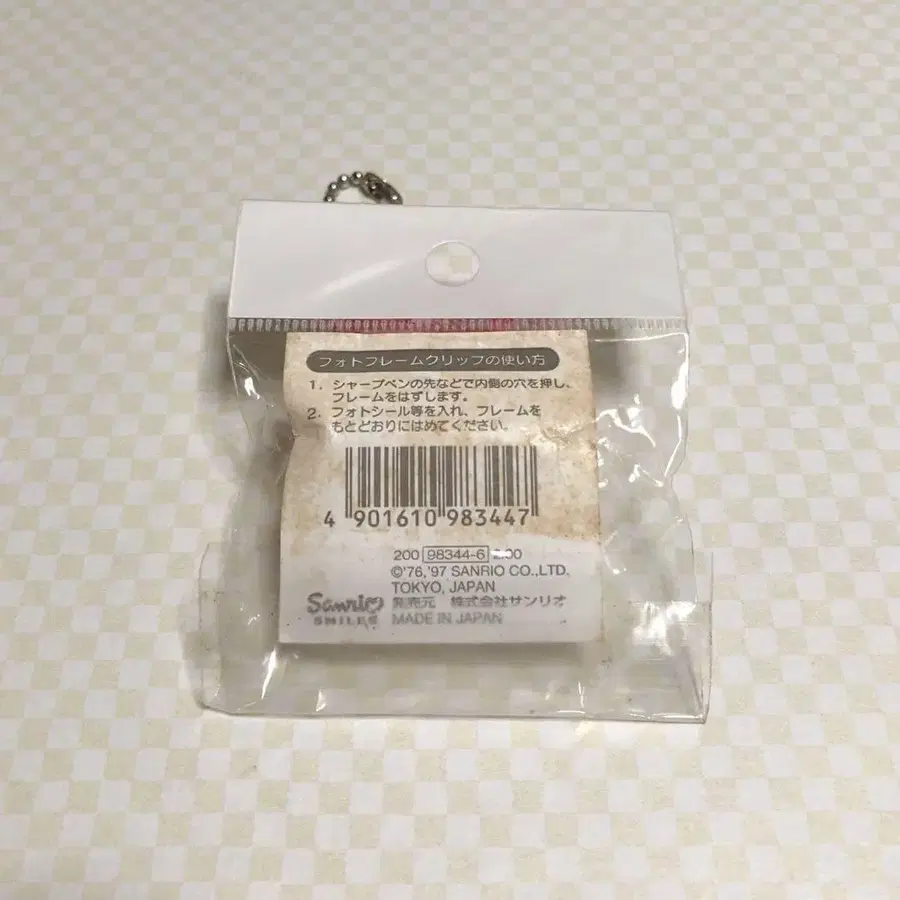 フォトフレームクリップの使い方
1. シャープペンの先などで内側の穴を押し、
フレームをはずします。
2. フォトシール等を入れ、フレームを
もとどおりにはめてください。
4 901610 983447
200 98344-6 2.00
©'76,'97 SANRIO CO.,LTD.
TOKYO, JAPAN
Sanrio 発売元 株式会社サンリオ
SMILES MADE IN JAPAN